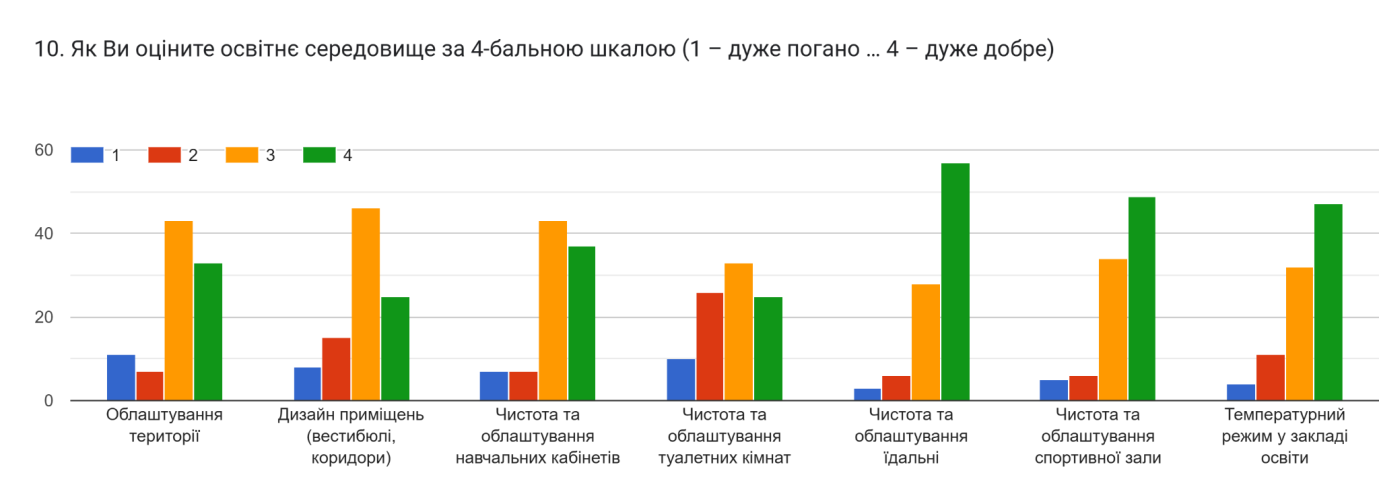 10. Як Ви оціните освітнє середовище за 4-бальною шкалою (1 – дуже погано ... 4 – дуже добре)
1 2 3 4
60
40
20
0
Облаштування
території
Дизайн приміщень
(вестибюлі,
коридори)
Чистота та
облаштування
навчальних кабінетів
Чистота та
облаштування
туалетних кімнат
Чистота та
облаштування
їдальні
Чистота та
облаштування
спортивної зали
Температурний
режим у закладі
освіти